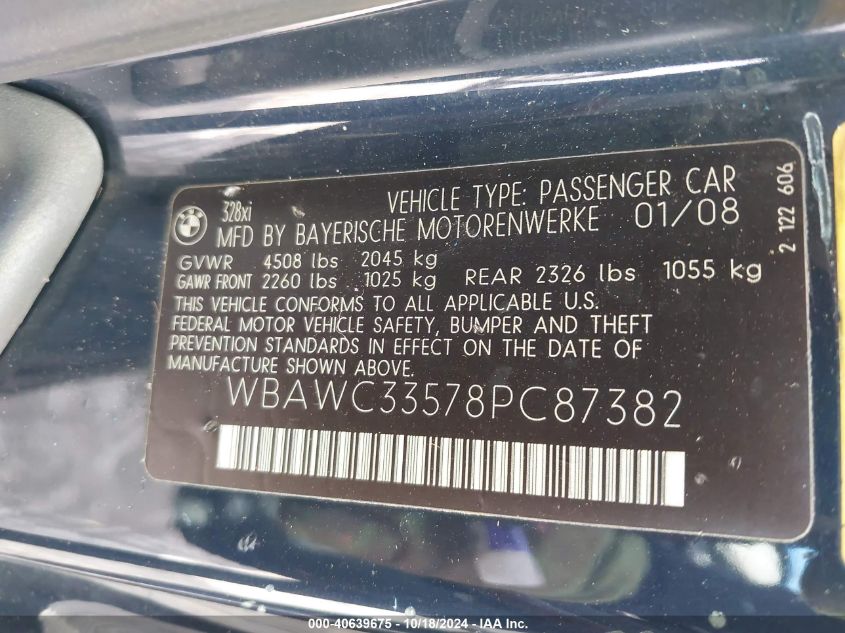 BMW
328xi
VEHICLE TYPE: PASSENGER CAR
MFD BY BAYERISCHE MOTORENWERKE 01/08
GVWR 4508 lbs 2045 kg
GAWR FRONT 2260 lbs 1025 kg REAR 2326 lbs 1055 kg
THIS VEHICLE CONFORMS TO ALL APPLICABLE U.S.
FEDERAL MOTOR VEHICLE SAFETY, BUMPER AND THEFT
PREVENTION STANDARDS IN EFFECT ON THE DATE OF
MANUFACTURE SHOWN ABOVE.
WBAWC33578PC87382
2 122 606
000-40639675 - 10/18/2024 - IAA Inc.